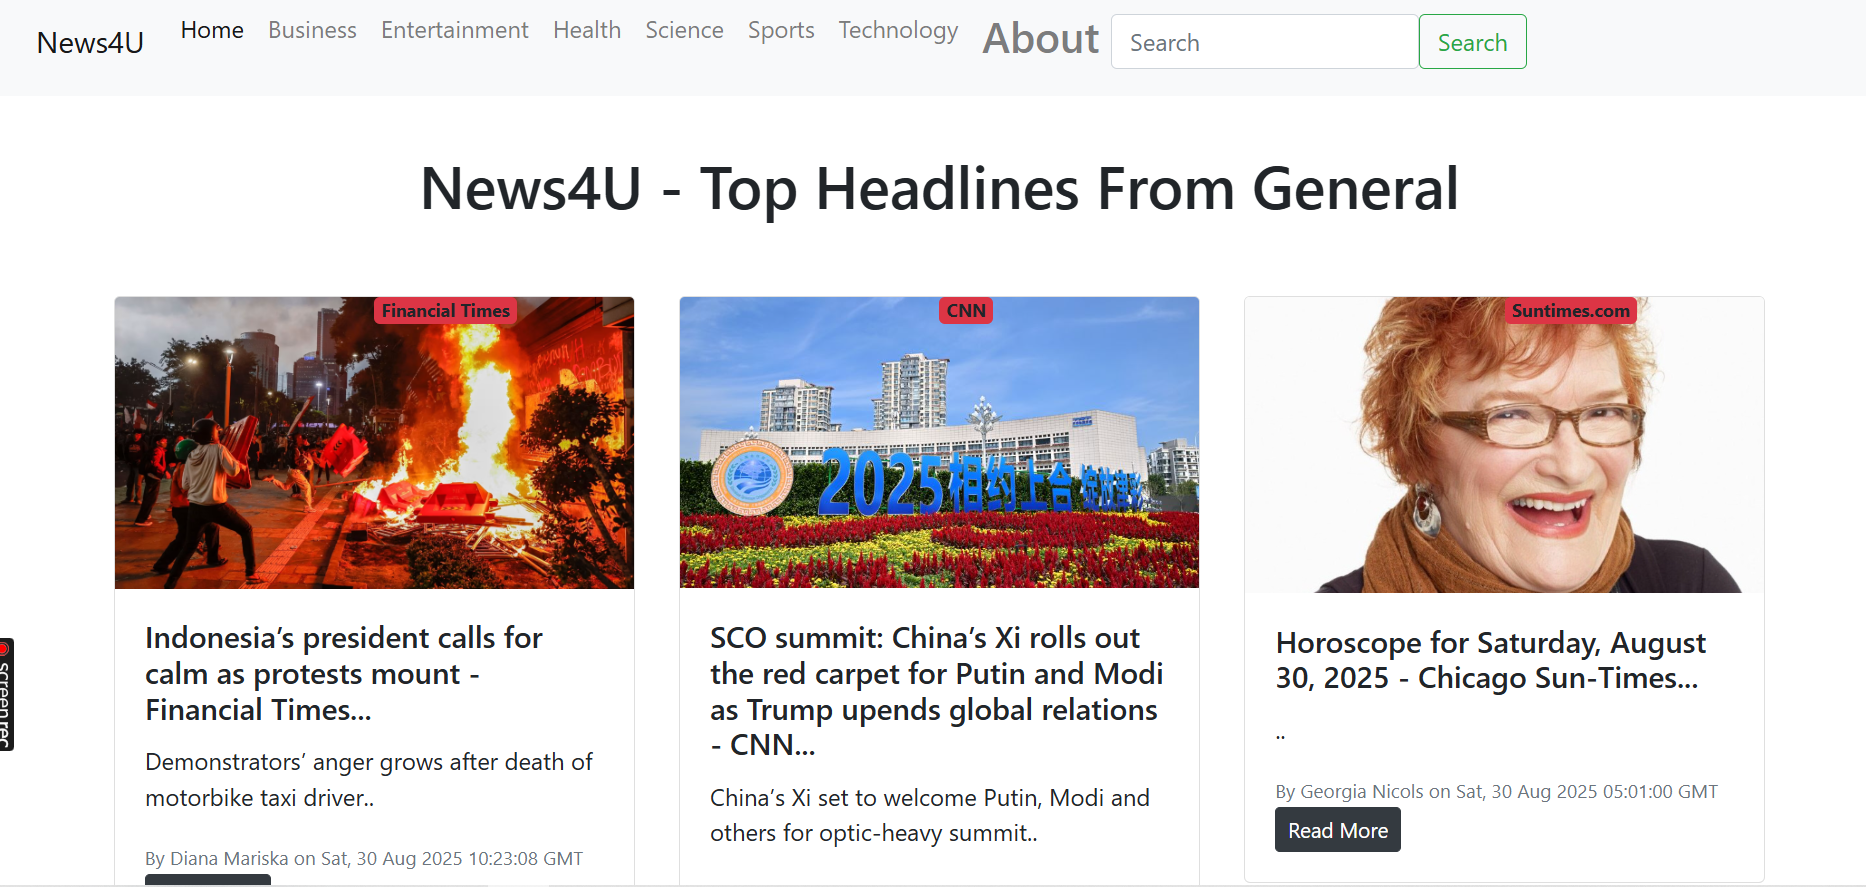 News4U Home Business Entertainment Health Science Sports Technology About Search Search
News4U - Top Headlines From General
Financial Times
Indonesia’s president calls for
calm as protests mount -
Financial Times...
Demonstrators’ anger grows after death of
motorbike taxi driver..
By Diana Mariska on Sat, 30 Aug 2025 10:23:08 GMT
CNN
2025相约上合
SCO summit: China’s Xi rolls out
the red carpet for Putin and Modi
as Trump upends global relations
- CNN...
China’s Xi set to welcome Putin, Modi and
others for optic-heavy summit..
Suntimes.com
Horoscope for Saturday, August
30, 2025 - Chicago Sun-Times...
..
By Georgia Nicols on Sat, 30 Aug 2025 05:01:00 GMT
Read More
screenrec